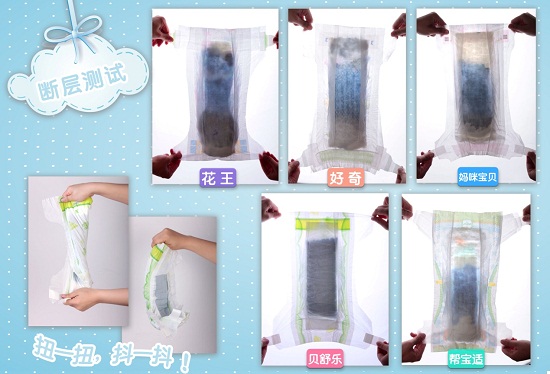 断层测试
花王
好奇
妈咪宝贝
贝舒乐
帮宝适
扭一扭，抖一抖！